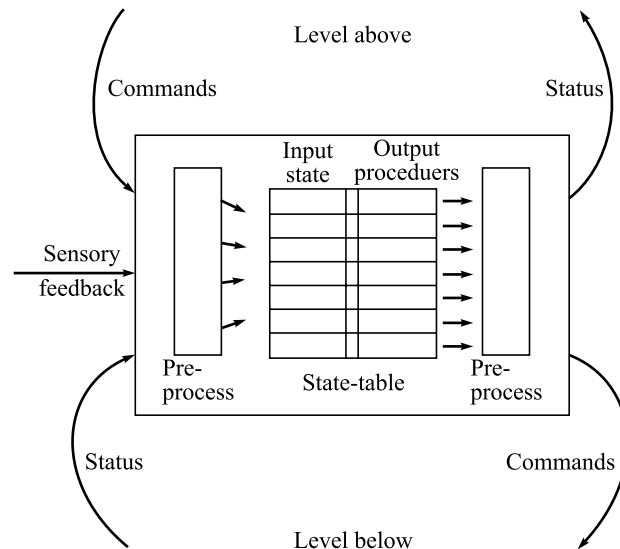 Level above
Commands
Status
Input
state
Output
proceduers
Sensory
feedback
Pre-
process
State-table
Pre-
process
Status
Commands
Level below